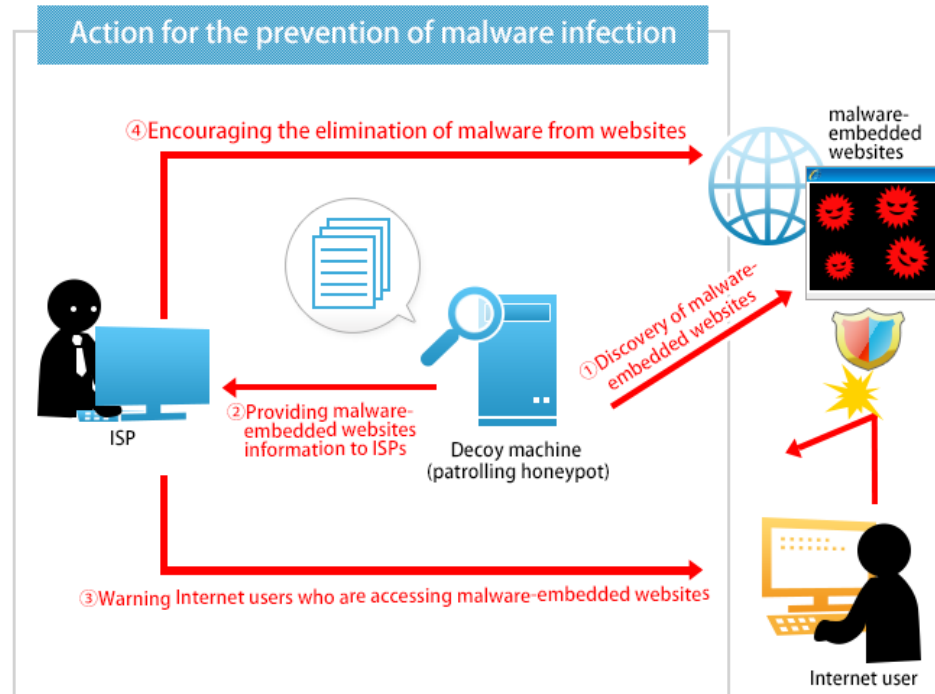 Action for the prevention of malware infection
④Encouraging the elimination of malware from websites
malware-
embedded
websites
①Discovery of malware-
embedded websites
②Providing malware-
embedded websites
information to ISPs
ISP
Decoy machine
(patrolling honeypot)
③Warning Internet users who are accessing malware-embedded websites
Internet user